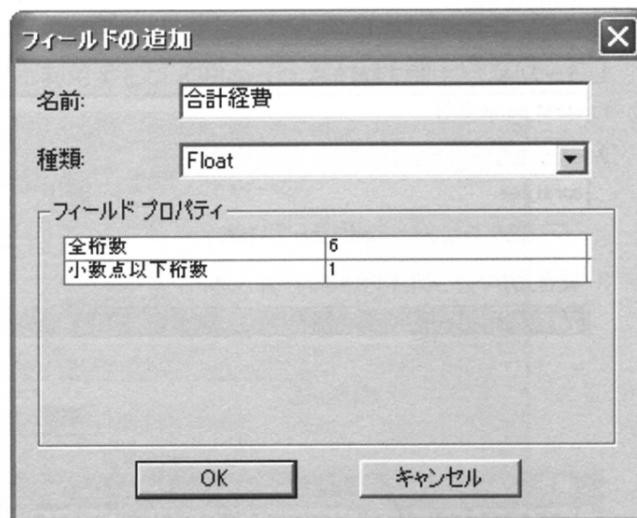 フィールドの追加
名前: 合計経費
種類: Float
フィールド プロパティ
全桁数 6
小数点以下桁数 1
OK キャンセル